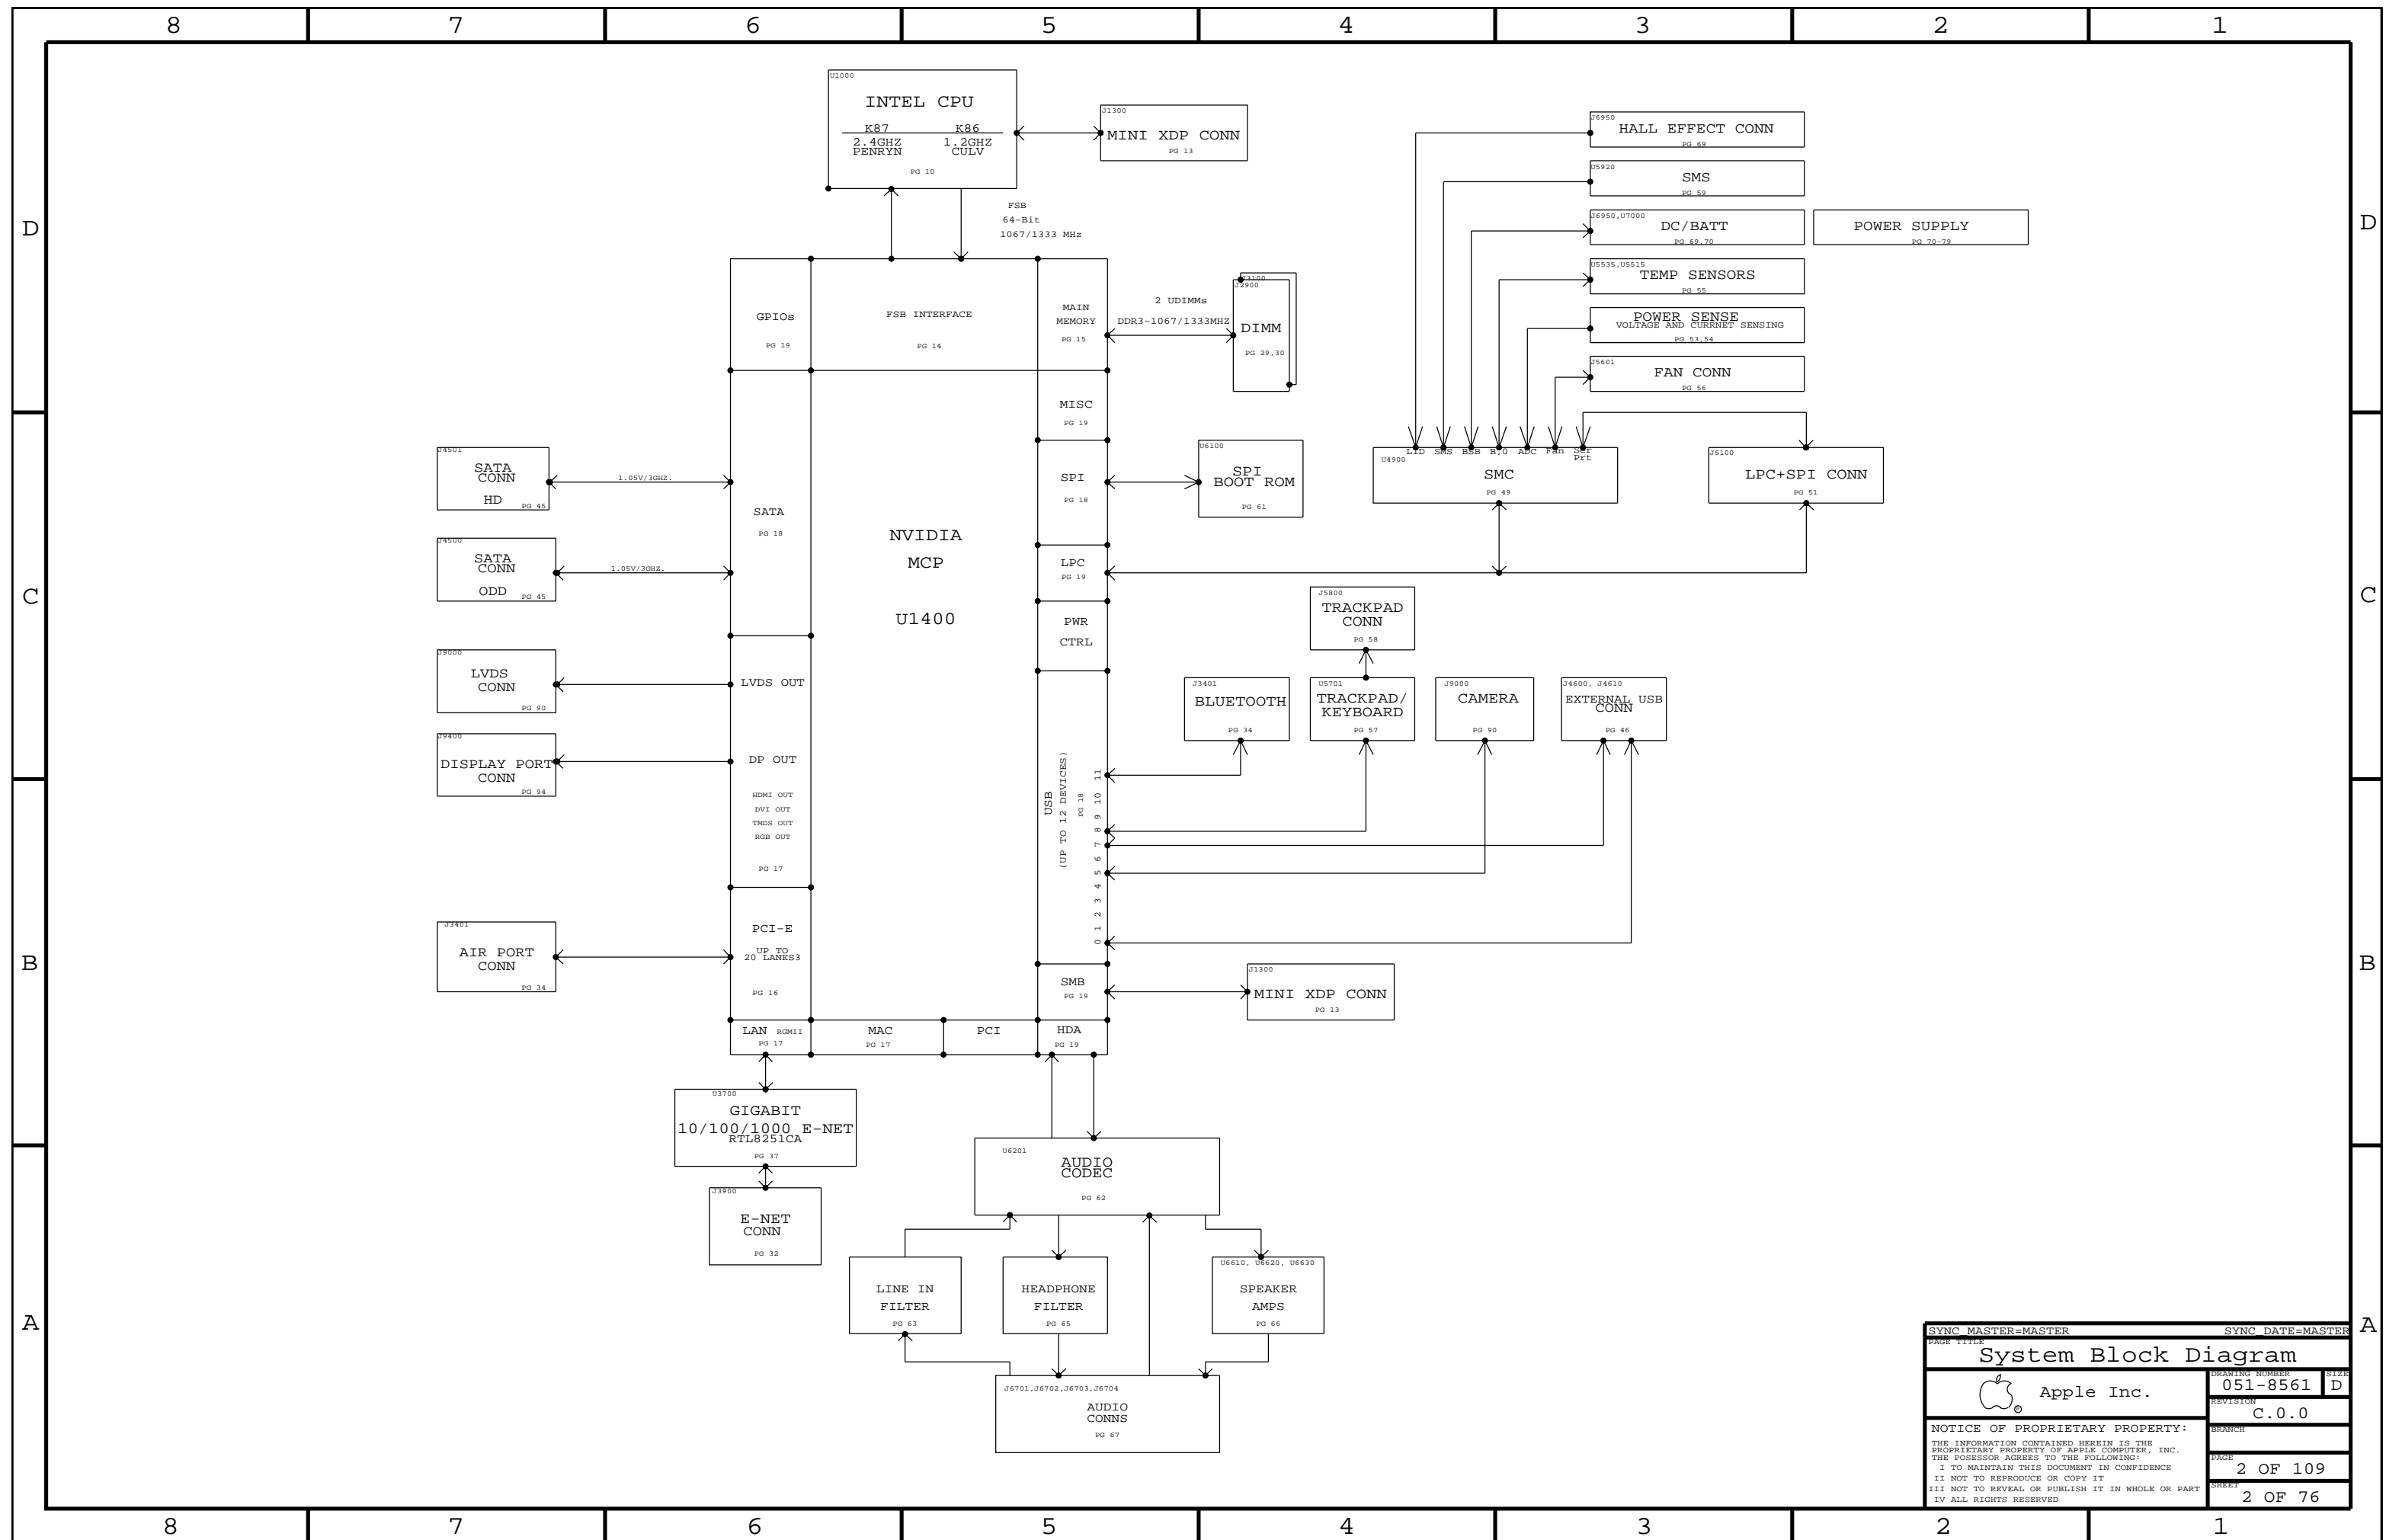 8 7 6 5 4 3 2 1
D
C
B
A
D
C
B
A
U1000
INTEL CPU
K87 K86
2.4GHZ 1.2GHZ
PENRYN CULV
PG 10
J1300
MINI XDP CONN
PG 13
FSB
64-Bit
1067/1333 MHz
J6950
HALL EFFECT CONN
PG 69
U5920
SMS
PG 59
J6950,U7000
DC/BATT
PG 69,70
POWER SUPPLY
PG 70-79
U5535,U5515
TEMP SENSORS
PG 55
POWER SENSE
VOLTAGE AND CURRNET SENSING
PG 53,54
J5601
FAN CONN
PG 56
GPIOs
PG 19
FSB INTERFACE
PG 14
MAIN
MEMORY
PG 15
2 UDIMMs
DDR3-1067/1333MHZ
J3100
J2900
DIMM
PG 29,30
MISC
PG 19
J4501
SATA
CONN
HD
PG 45
1.05V/3GHZ.
J4500
SATA
CONN
ODD
PG 45
1.05V/3GHZ.
SATA
PG 18
NVIDIA
MCP
U1400
SPI
PG 18
U6100
SPI
BOOT ROM
PG 61
LID SMS BSB B,0 ADC Fan Ser
Prt
U4900
SMC
PG 49
J5100
LPC+SPI CONN
PG 51
LPC
PG 19
PWR
CTRL
J5800
TRACKPAD
CONN
PG 58
J9000
LVDS
CONN
PG 90
LVDS OUT
J9400
DISPLAY PORT
CONN
PG 94
DP OUT
HDMI OUT
DVI OUT
TMDS OUT
RGB OUT
PG 17
J3401
BLUETOOTH
PG 34
U5701
TRACKPAD/
KEYBOARD
PG 57
J9000
CAMERA
PG 90
J4600, J4610
EXTERNAL USB
CONN
PG 46
USB
(UP TO 12 DEVICES)
PG 18
0 1 2 3 4 5 6 7 8 9 10 11
J3401
AIR PORT
CONN
PG 34
PCI-E
UP TO
20 LANES3
PG 16
SMB
PG 19
J1300
MINI XDP CONN
PG 13
LAN RGMII
PG 17
MAC
PG 17
PCI
HDA
PG 19
U3700
GIGABIT
10/100/1000 E-NET
RTL8251CA
PG 37
J3900
E-NET
CONN
PG 32
U6201
AUDIO
CODEC
PG 62
LINE IN
FILTER
PG 63
HEADPHONE
FILTER
PG 65
U6610, U6620, U6630
SPEAKER
AMPS
PG 66
J6701,J6702,J6703,J6704
AUDIO
CONNS
PG 67
SYNC_MASTER=MASTER SYNC_DATE=MASTER
PAGE TITLE
System Block Diagram
Apple Inc.
®
DRAWING NUMBER
051-8561
SIZE
D
REVISION
C.0.0
BRANCH
PAGE
2 OF 109
SHEET
2 OF 76
NOTICE OF PROPRIETARY PROPERTY:
THE INFORMATION CONTAINED HEREIN IS THE
PROPRIETARY PROPERTY OF APPLE COMPUTER, INC.
THE POSESSOR AGREES TO THE FOLLOWING:
I TO MAINTAIN THIS DOCUMENT IN CONFIDENCE
II NOT TO REPRODUCE OR COPY IT
III NOT TO REVEAL OR PUBLISH IT IN WHOLE OR PART
IV ALL RIGHTS RESERVED
8 7 6 5 4 3 2 1